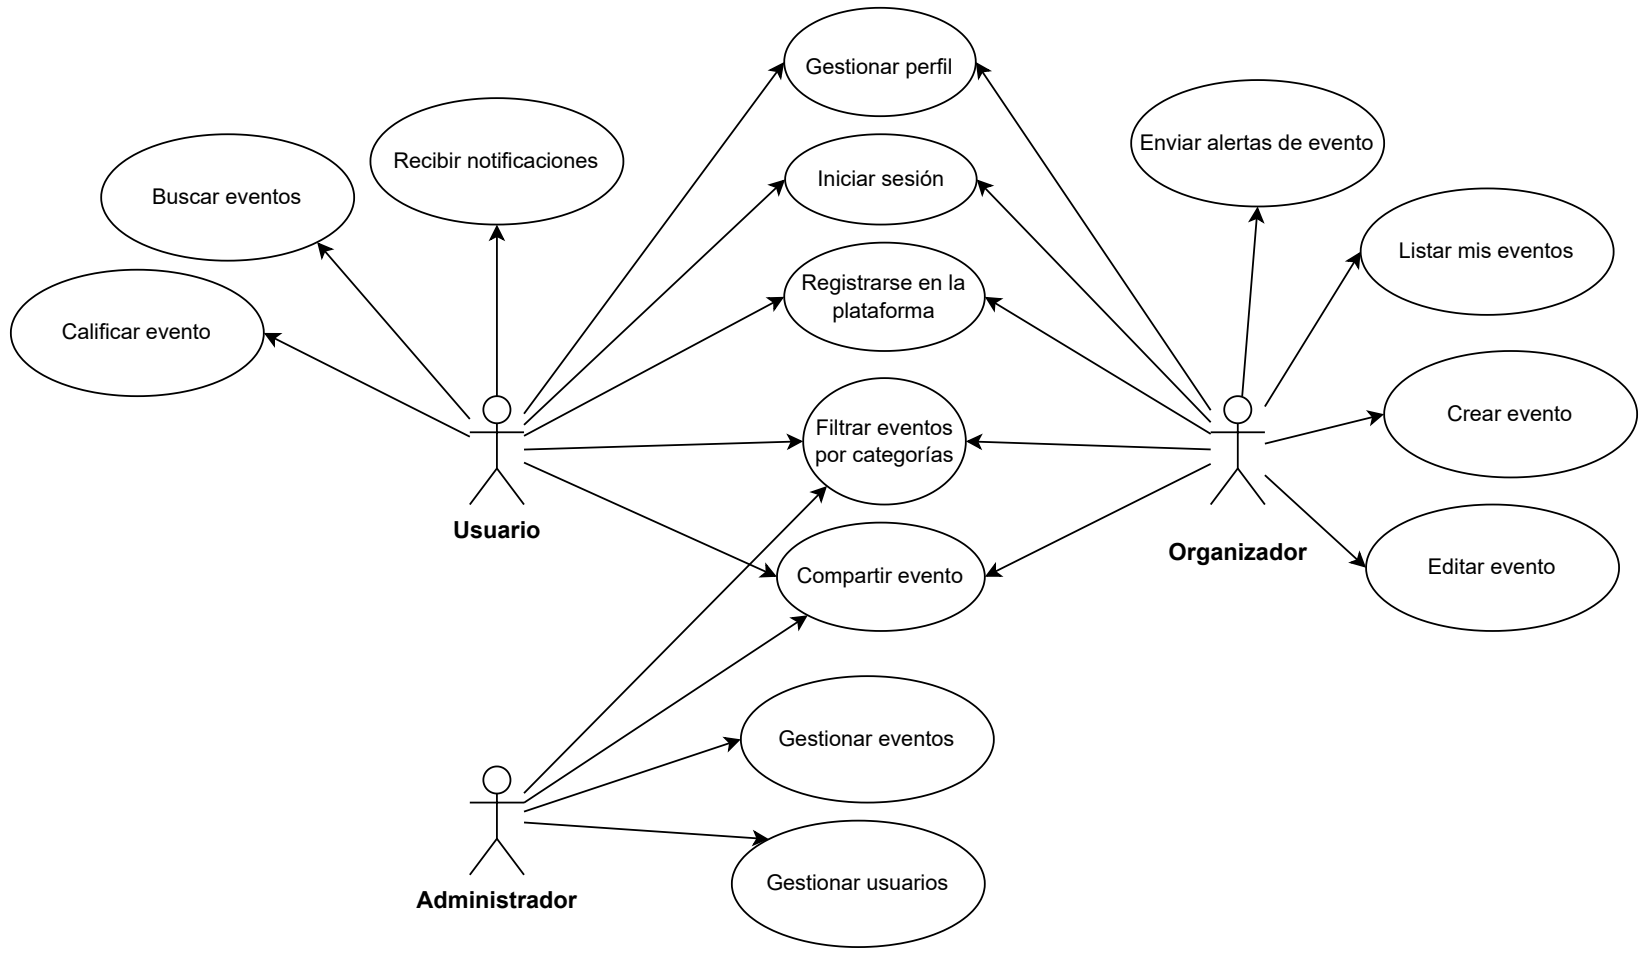 Gestionar perfil
Enviar alertas de evento
Recibir notificaciones
Iniciar sesión
Buscar eventos
Listar mis eventos
Registrarse en la
plataforma
Calificar evento
Filtrar eventos
por categorías
Crear evento
Usuario
Organizador
Compartir evento
Editar evento
Gestionar eventos
Gestionar usuarios
Administrador